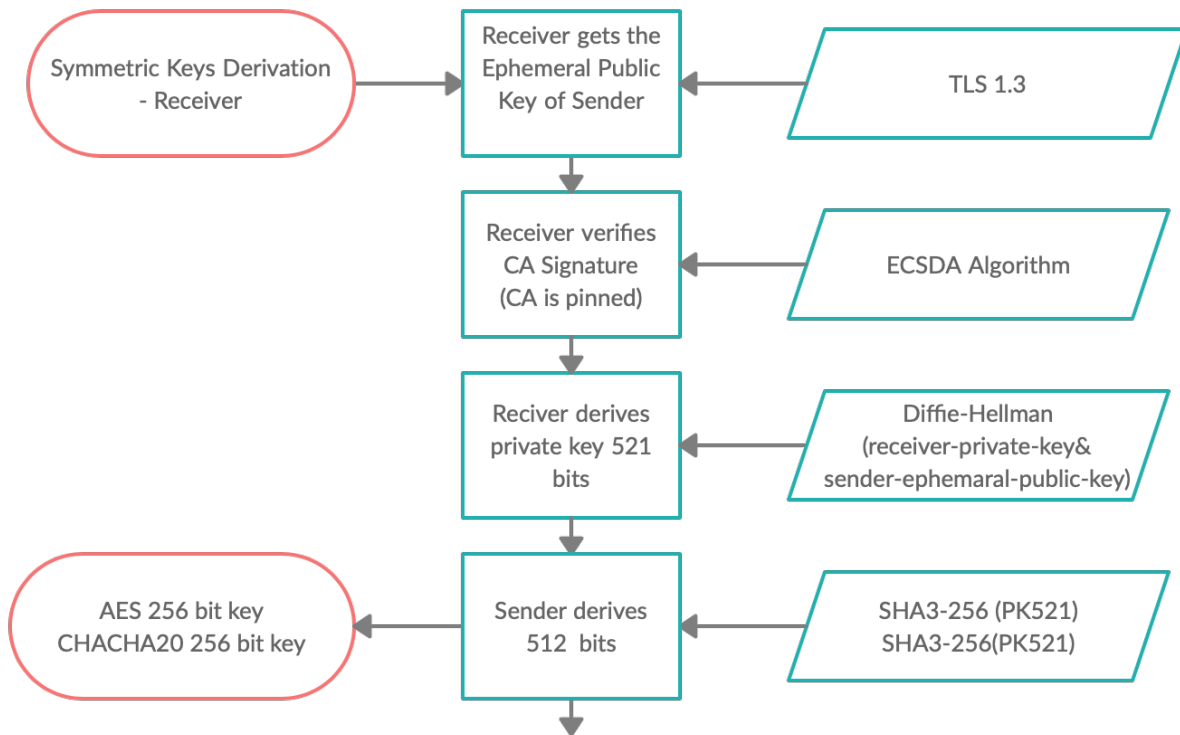 Symmetric Keys Derivation
- Receiver
Receiver gets the
Ephemeral Public
Key of Sender
TLS 1.3
Receiver verifies
CA Signature
(CA is pinned)
ECSDA Algorithm
Reciver derives
private key 521
bits
Diffie-Hellman
(receiver-private-key&
sender-ephemaral-public-key)
AES 256 bit key
CHACHA20 256 bit key
Sender derives
512 bits
SHA3-256 (PK521)
SHA3-256(PK521)